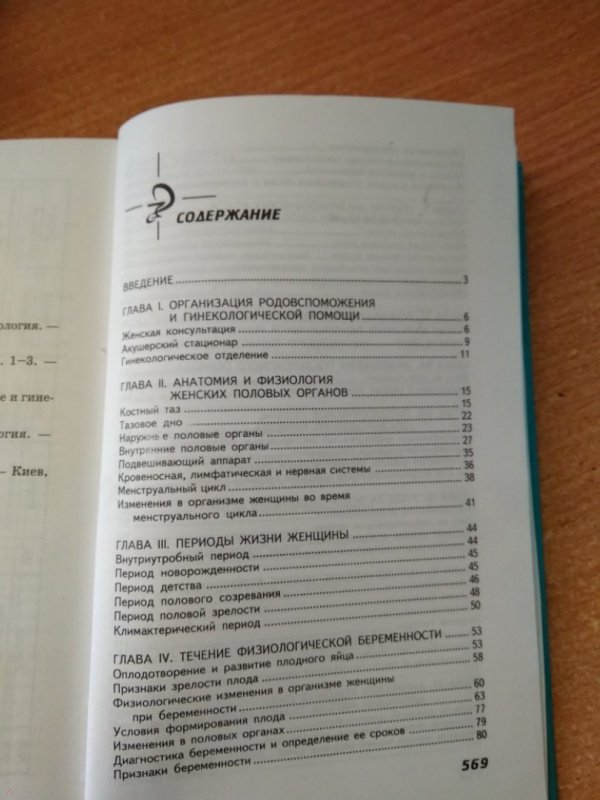 ология. —
. 1–3. —
е и гине-
огия. —
— Киев,
СОДЕРЖАНИЕ
ВВЕДЕНИЕ 3
ГЛАВА I. ОРГАНИЗАЦИЯ РОДОВСПОМОЖЕНИЯ
И ГИНЕКОЛОГИЧЕСКОЙ ПОМОЩИ 6
Женская консультация 6
Акушерский стационар 9
Гинекологическое отделение 11
ГЛАВА II. АНАТОМИЯ И ФИЗИОЛОГИЯ
ЖЕНСКИХ ПОЛОВЫХ ОРГАНОВ 15
Костный таз 15
Тазовое дно 22
Наружные половые органы 23
Внутренние половые органы 27
Подвешивающий аппарат 35
Кровеносная, лимфатическая и нервная системы 36
Менструальный цикл 38
Изменения в организме женщины во время
менструального цикла 41
ГЛАВА III. ПЕРИОДЫ ЖИЗНИ ЖЕНЩИНЫ 44
Внутриутробный период 44
Период новорожденности 45
Период детства 45
Период полового созревания 46
Период половой зрелости 48
Климактерический период 50
ГЛАВА IV. ТЕЧЕНИЕ ФИЗИОЛОГИЧЕСКОЙ БЕРЕМЕННОСТИ 53
Оплодотворение и развитие плодного яйца 53
Признаки зрелости плода 58
Физиологические изменения в организме женщины
при беременности 60
Условия формирования плода 63
Изменения в половых органах 77
Диагностика беременности и определение ее сроков 79
Признаки беременности 80
569